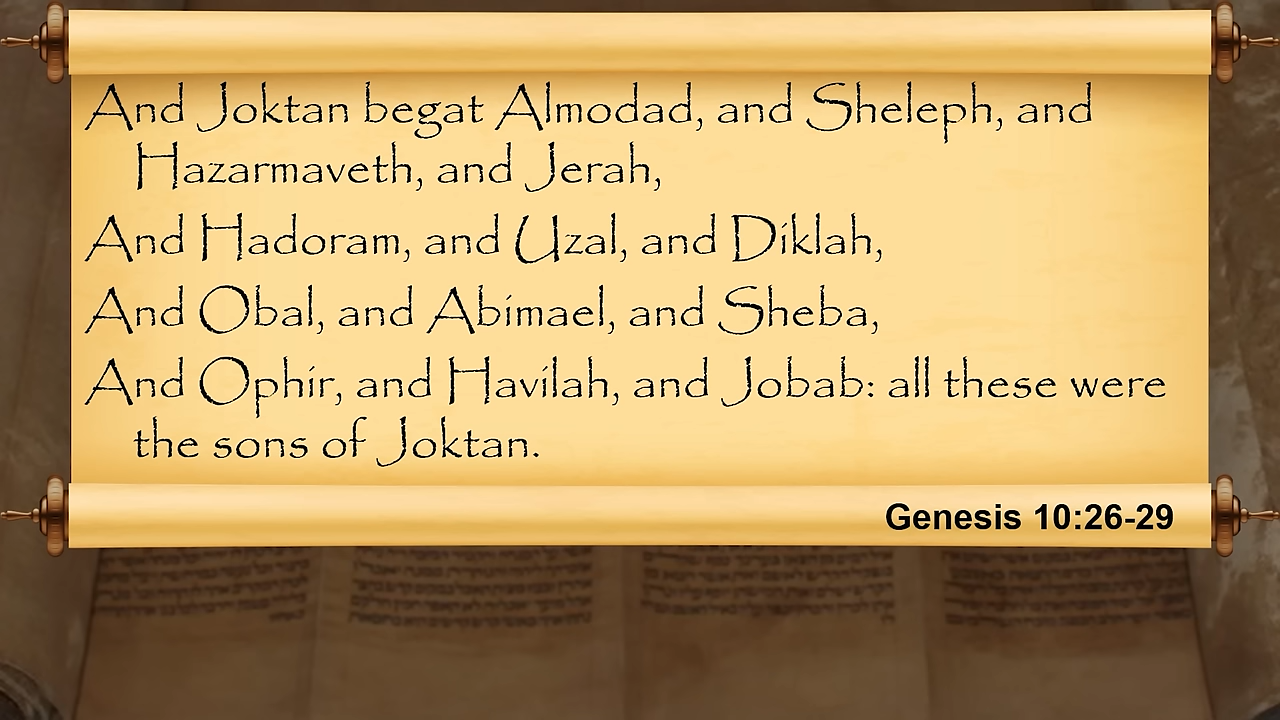 And Joktan begat Almodad, and Sheleph, and
Hazarmaveth, and Jerah,
And Hadoram, and Uzal, and Diklah,
And Obal, and Abimael, and Sheba,
And Ophir, and Havilah, and Jobab: all these were
the sons of Joktan.
Genesis 10:26-29